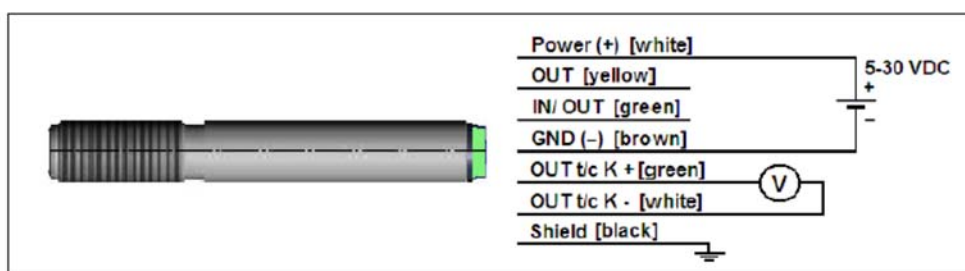 Power (+) [white]
5-30 VDC
OUT [yellow]
+
IN/ OUT [green]
–
GND (–) [brown]
OUT t/c K + [green]
V
OUT t/c K - [white]
Shield [black]